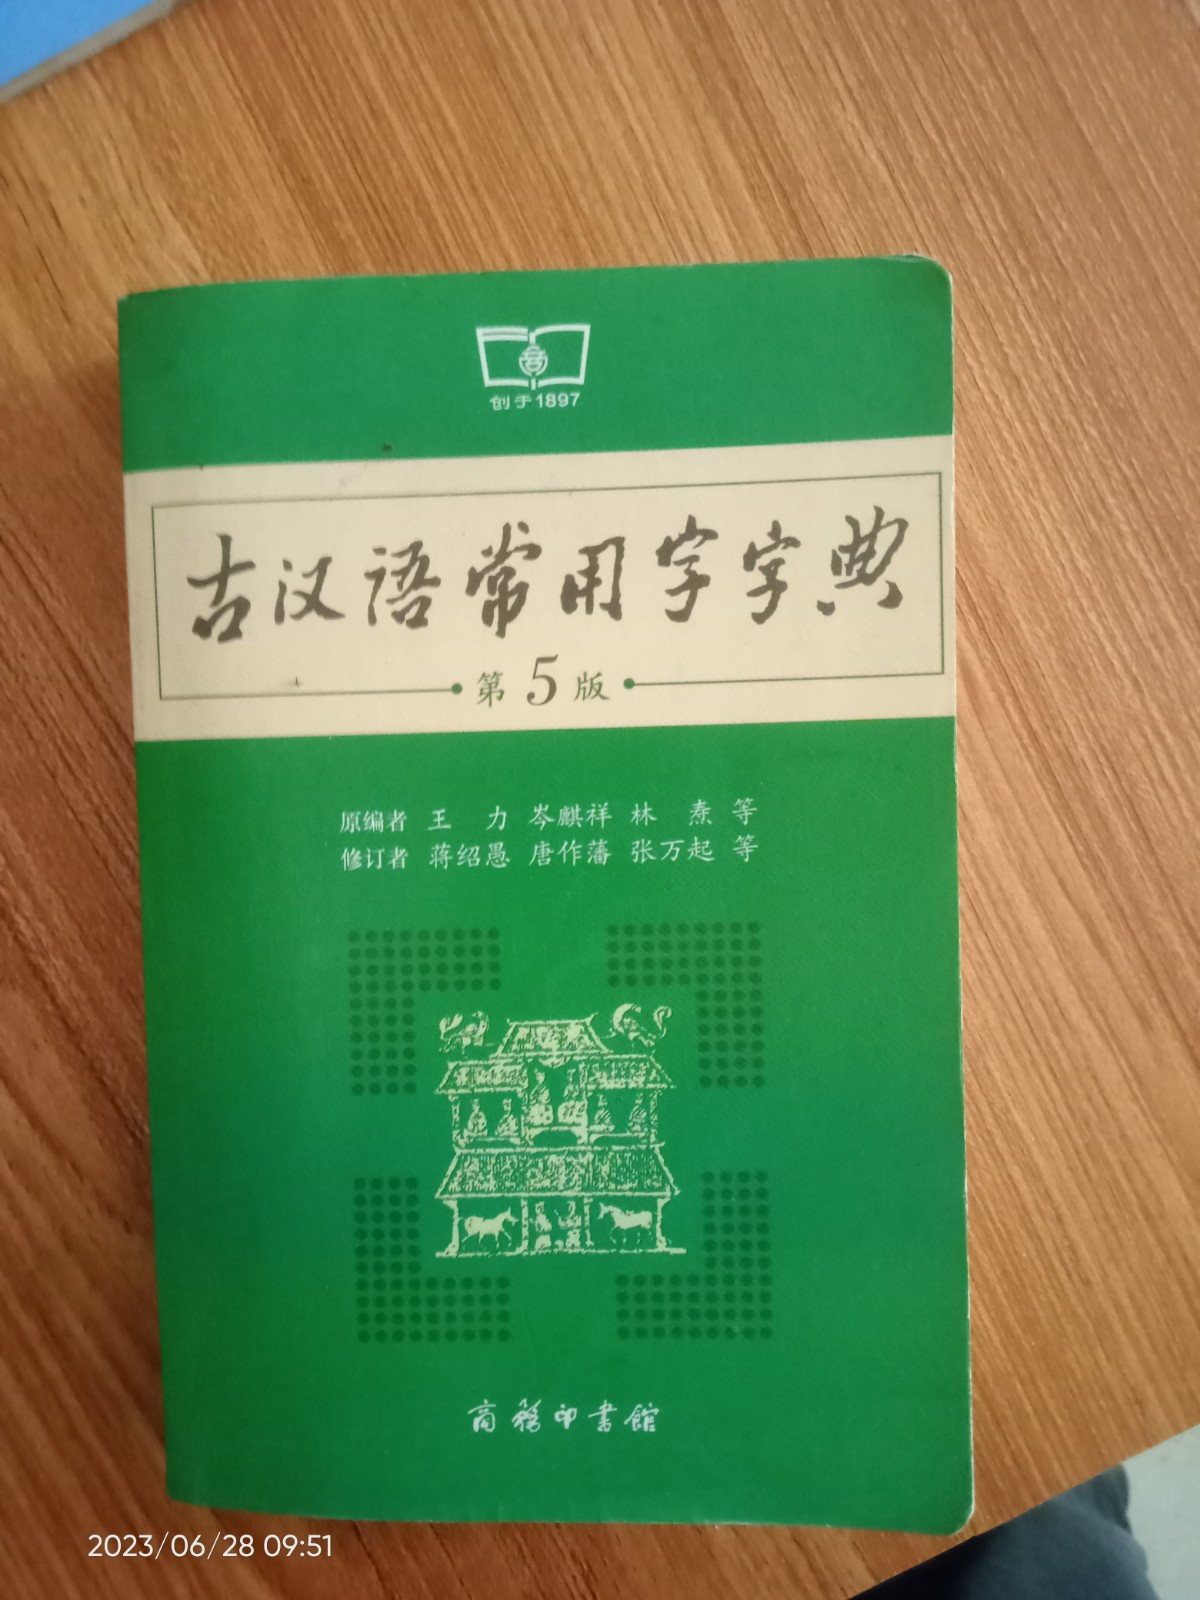 创于1897
古汉语常用字字典
第5版
原编者 王力 岑麒祥 林焘 等
修订者 蒋绍愚 唐作藩 张万起 等
商務印書館
2023/06/28 09:51